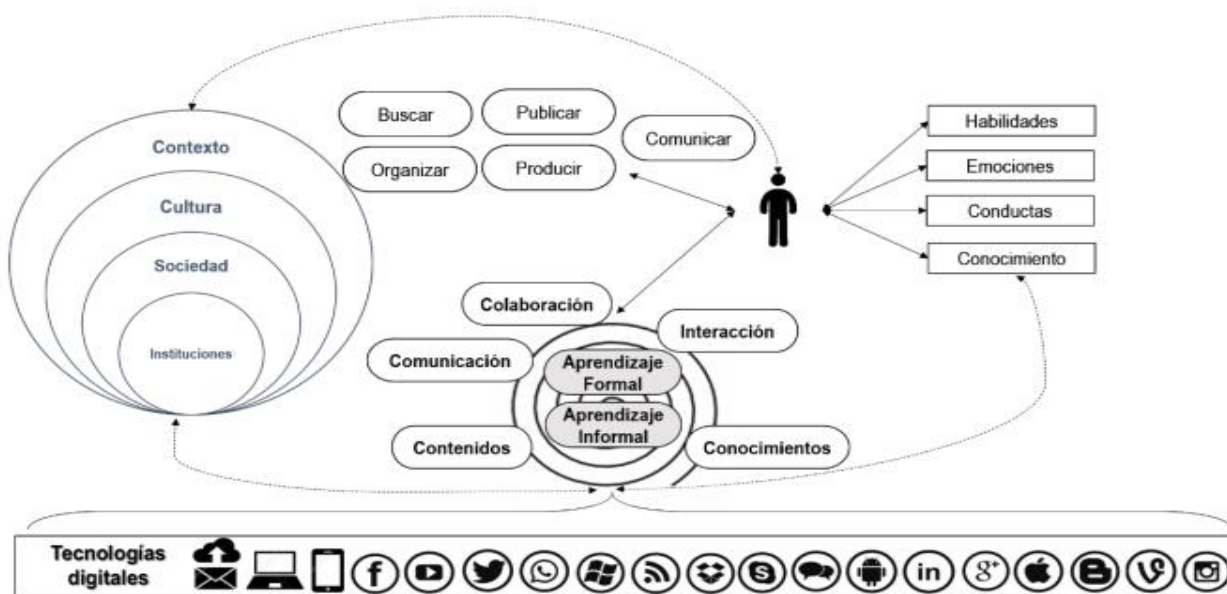 Contexto
Cultura
Sociedad
Instituciones
Buscar
Publicar
Organizar
Producir
Comunicar
Habilidades
Emociones
Conductas
Conocimiento
Colaboración
Interacción
Comunicación
Aprendizaje
Formal
Aprendizaje
Informal
Contenidos
Conocimientos
Tecnologías
digitales
f
in
g+